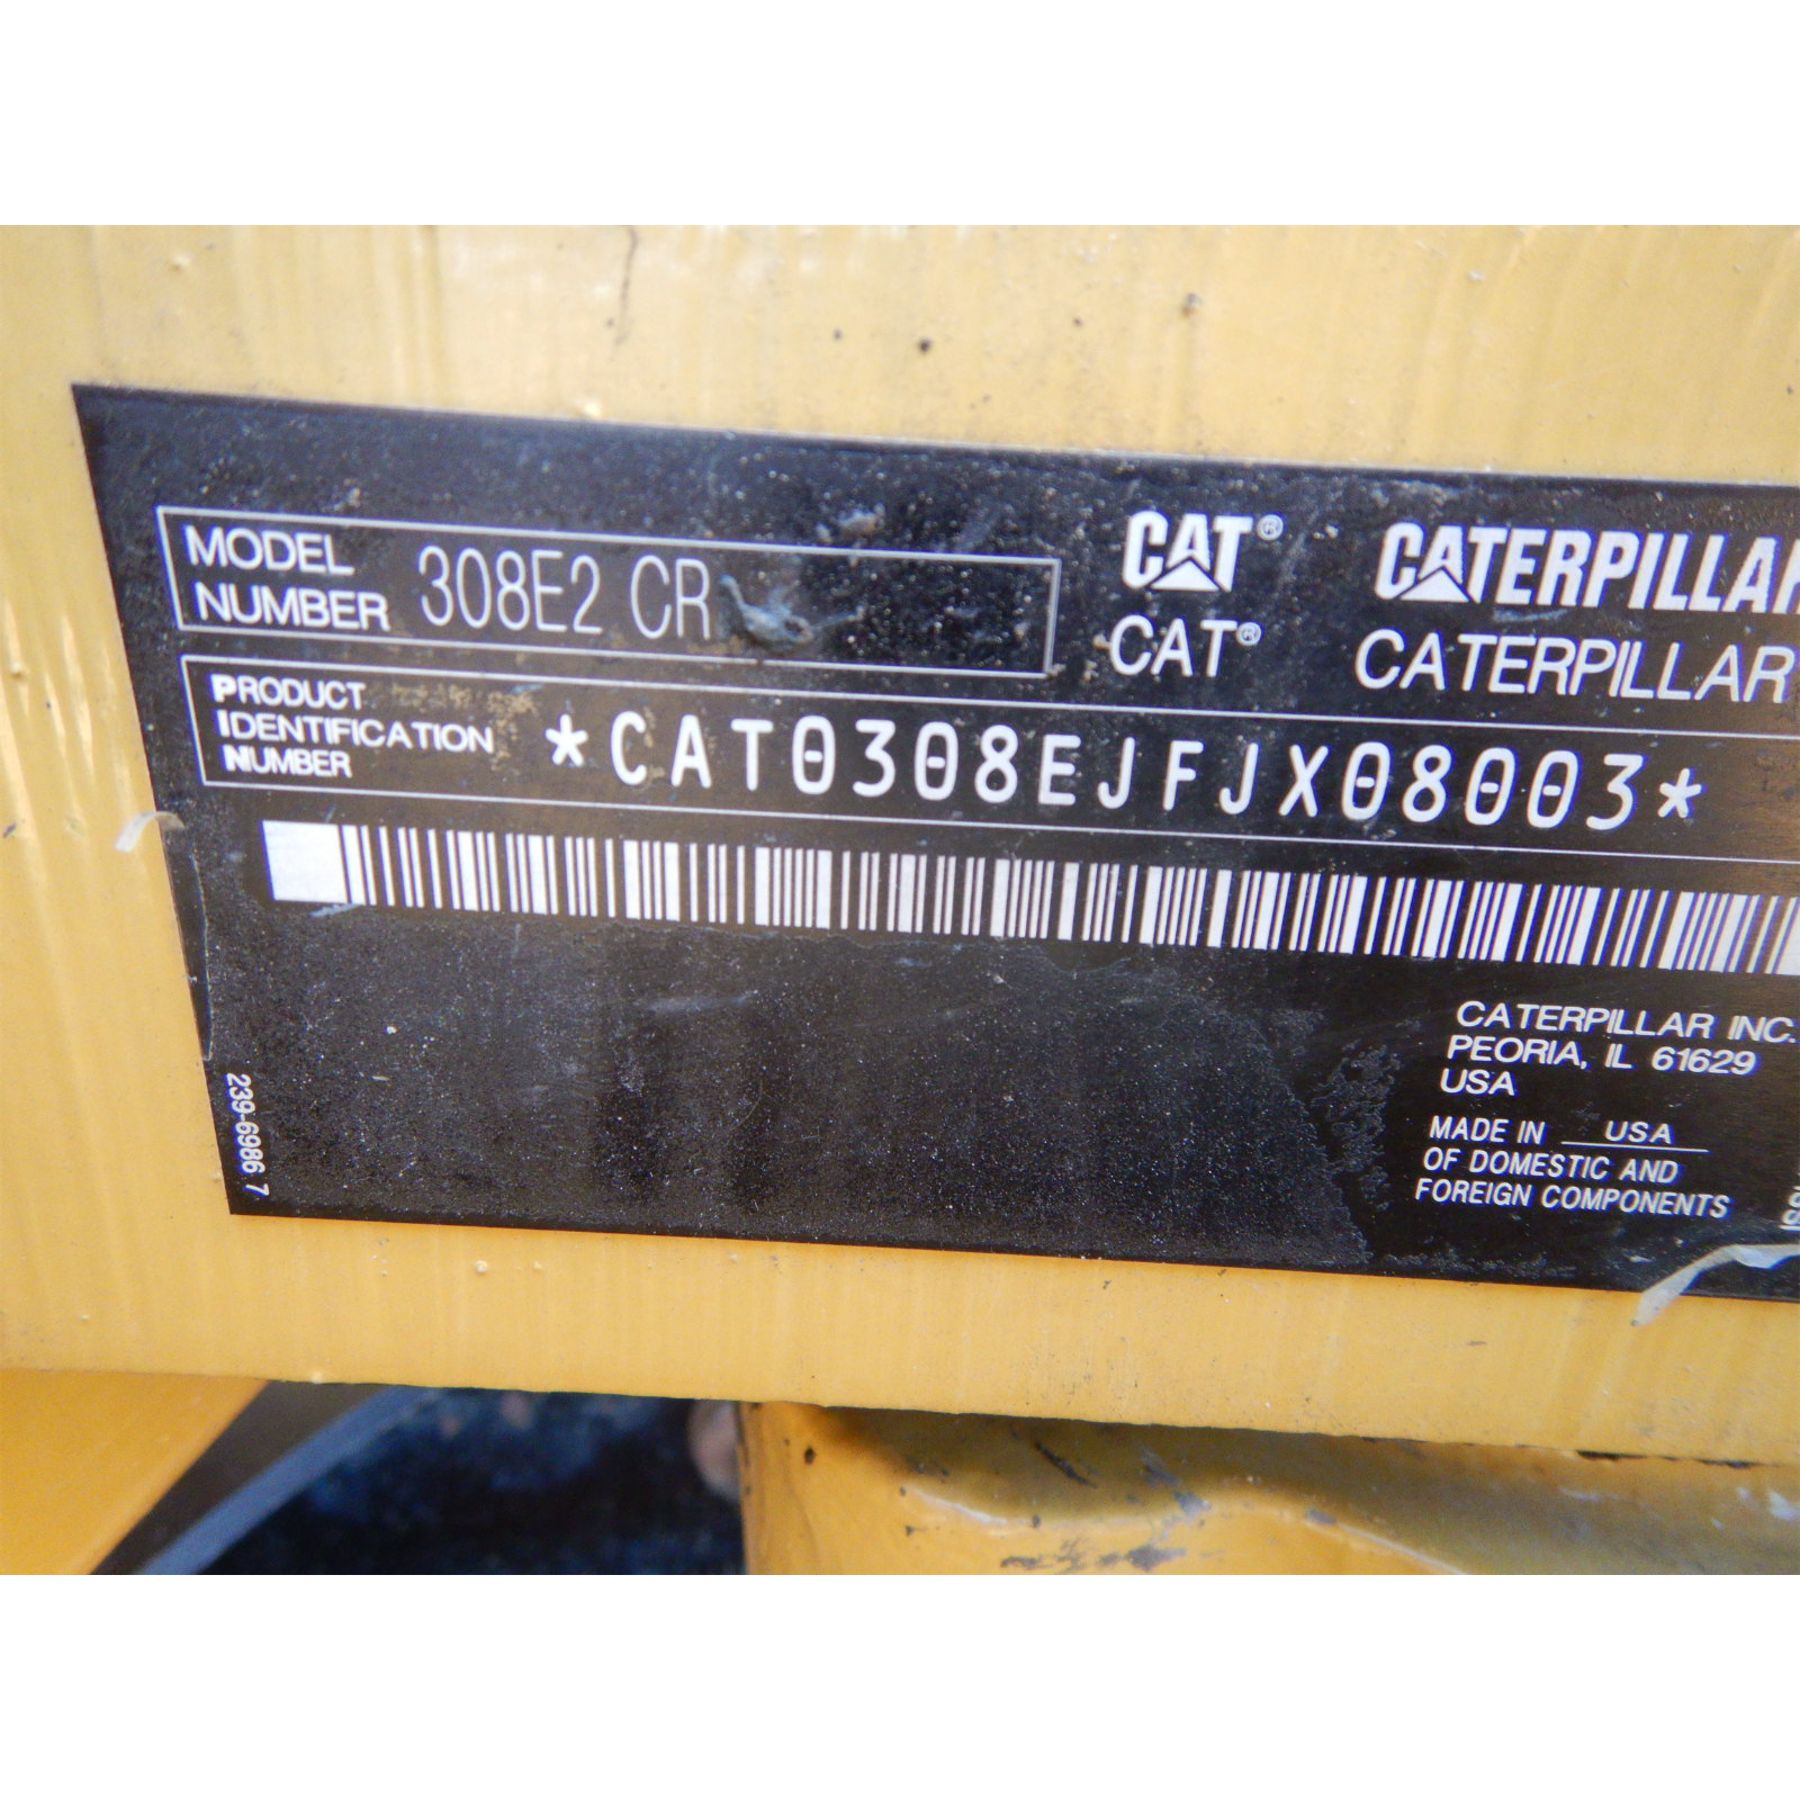 MODEL
NUMBER
308E2 CR
CAT® CATERPILLAR
CAT® CATERPILLAR
PRODUCT
IDENTIFICATION
NUMBER
*CAT0308EJFJX08003*
CATERPILLAR INC.
PEORIA, IL 61629
USA
MADE IN USA
OF DOMESTIC AND
FOREIGN COMPONENTS
239-6986 7